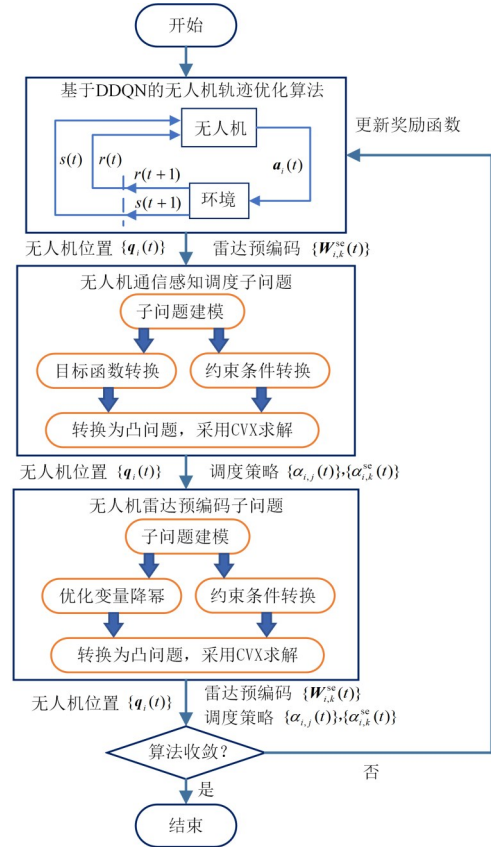 开始
基于DDQN的无人机轨迹优化算法
无人机
更新奖励函数
s(t)
r(t)
a_i(t)
r(t+1)
s(t+1)
环境
无人机位置 {q_i(t)} 雷达预编码 {W_{i,k}^{se}(t)}
无人机通信感知调度子问题
子问题建模
目标函数转换 约束条件转换
转换为凸问题，采用CVX求解
无人机位置 {q_i(t)} 调度策略 {α_{i,j}(t)},{α_{i,k}^{se}(t)}
无人机雷达预编码子问题
子问题建模
优化变量降幂 约束条件转换
转换为凸问题，采用CVX求解
无人机位置 {q_i(t)} 雷达预编码 {W_{i,k}^{se}(t)}
调度策略 {α_{i,j}(t)},{α_{i,k}^{se}(t)}
算法收敛？
否
是
结束